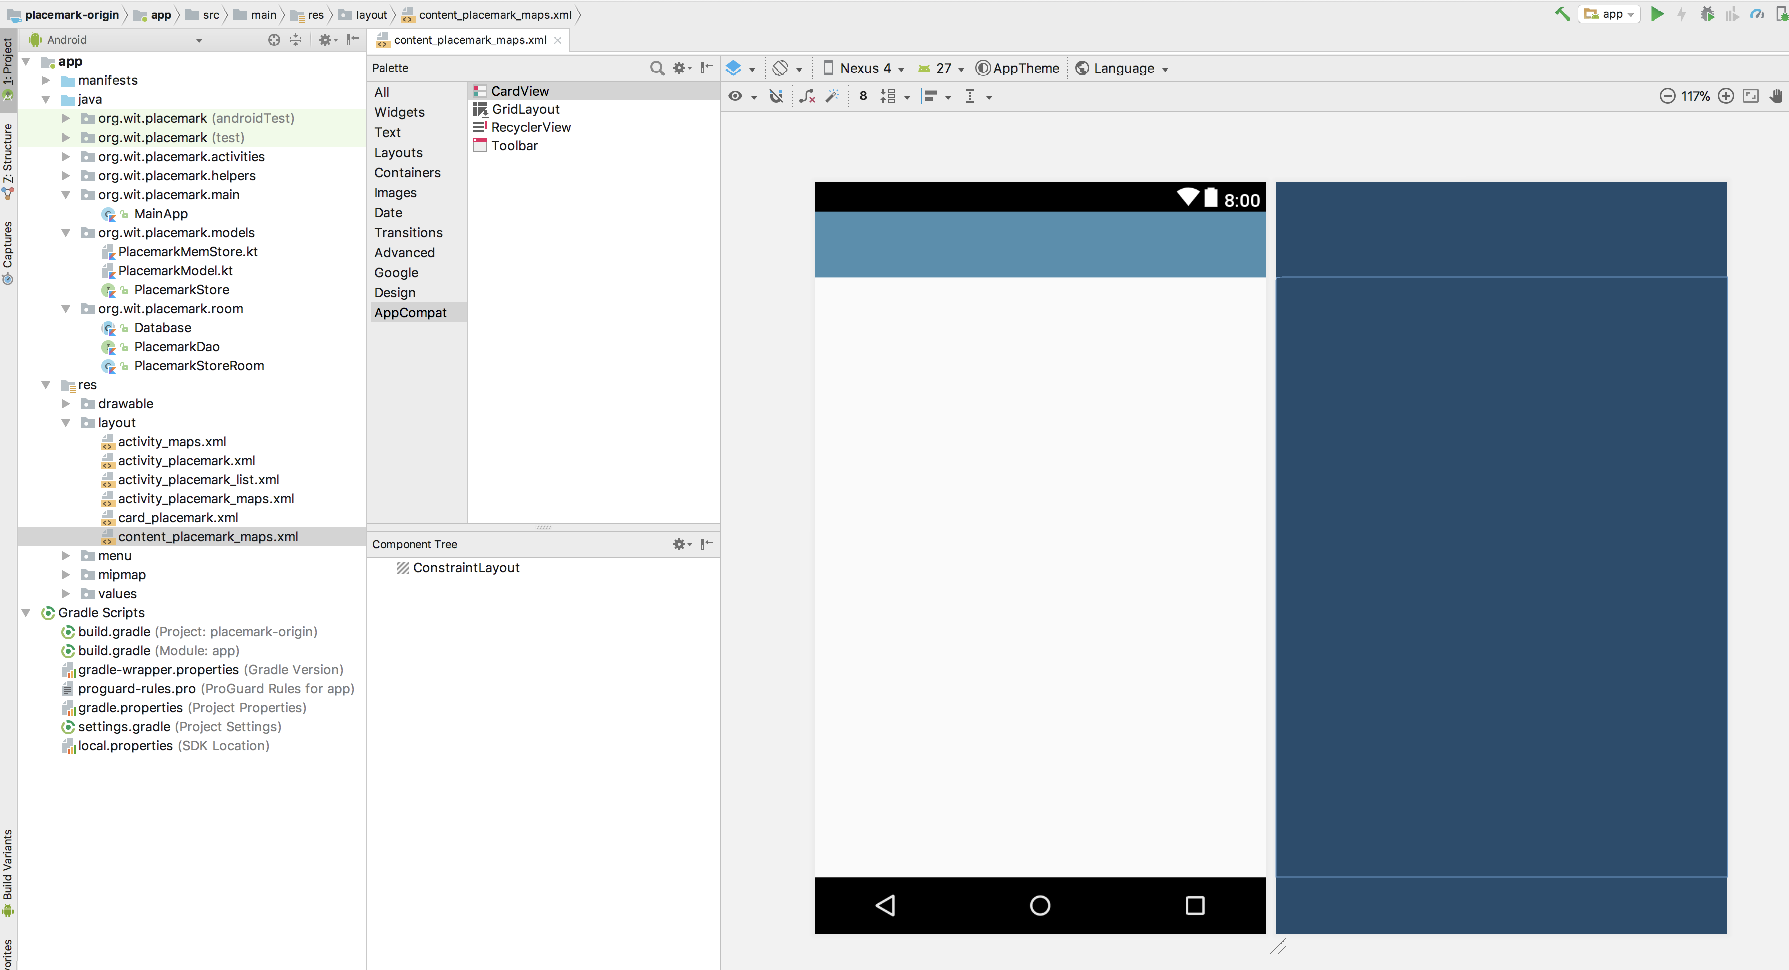 placemark-origin app src main res layout content_placemark_maps.xml
app
Android
content_placemark_maps.xml
1: Project
Z: Structure
Captures
Build Variants
app
manifests
java
org.wit.placemark (androidTest)
org.wit.placemark (test)
org.wit.placemark.activities
org.wit.placemark.helpers
org.wit.placemark.main
MainApp
org.wit.placemark.models
PlacemarkMemStore.kt
PlacemarkModel.kt
PlacemarkStore
org.wit.placemark.room
Database
PlacemarkDao
PlacemarkStoreRoom
res
drawable
layout
activity_maps.xml
activity_placemark.xml
activity_placemark_list.xml
activity_placemark_maps.xml
card_placemark.xml
content_placemark_maps.xml
menu
mipmap
values
Gradle Scripts
build.gradle (Project: placemark-origin)
build.gradle (Module: app)
gradle-wrapper.properties (Gradle Version)
proguard-rules.pro (ProGuard Rules for app)
gradle.properties (Project Properties)
settings.gradle (Project Settings)
local.properties (SDK Location)
Palette
All
Widgets
Text
Layouts
Containers
Images
Date
Transitions
Advanced
Google
Design
AppCompat
CardView
GridLayout
RecyclerView
Toolbar
Component Tree
ConstraintLayout
Nexus 4 27 AppTheme Language
8 117%
8:00